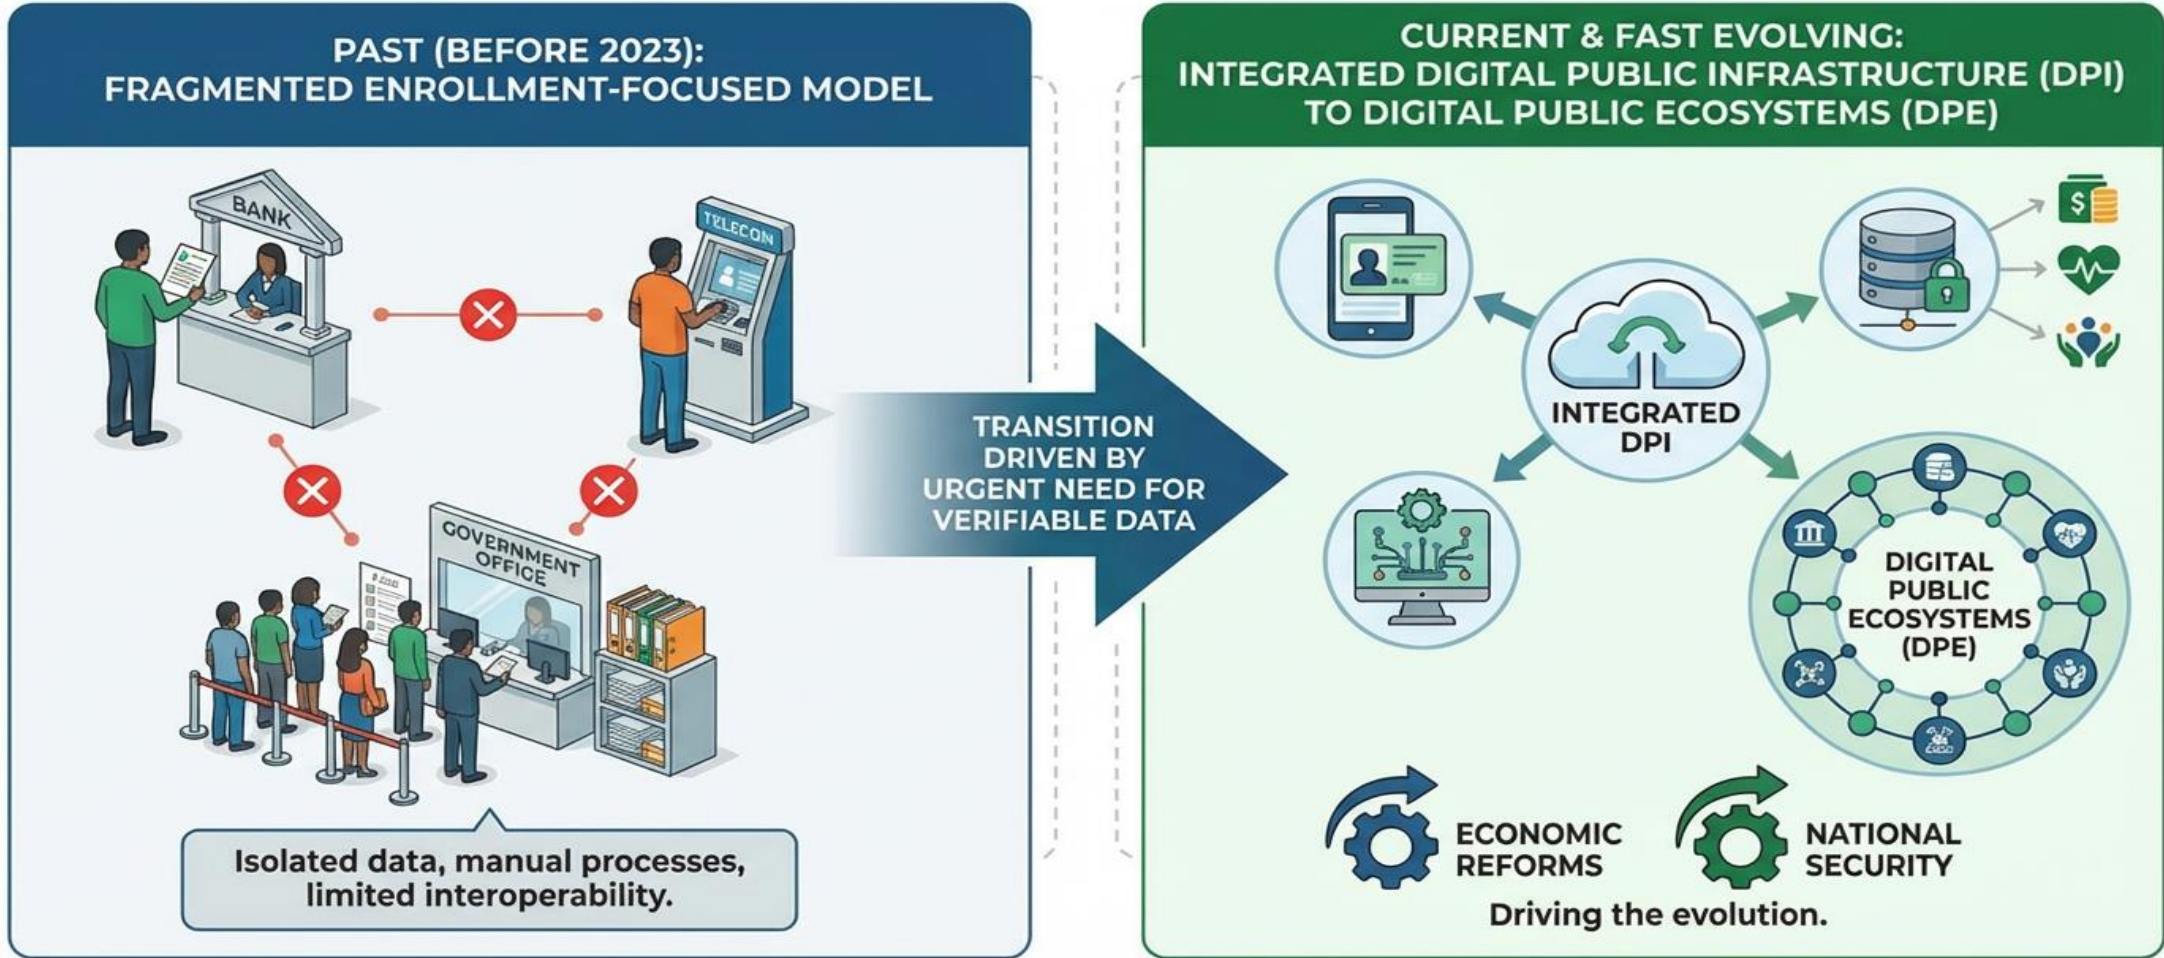 PAST (BEFORE 2023):
FRAGMENTED ENROLLMENT-FOCUSED MODEL
BANK
TELECON
GOVERNMENT
OFFICE
Isolated data, manual processes,
limited interoperability.
TRANSITION
DRIVEN BY
URGENT NEED FOR
VERIFIABLE DATA
CURRENT & FAST EVOLVING:
INTEGRATED DIGITAL PUBLIC INFRASTRUCTURE (DPI)
TO DIGITAL PUBLIC ECOSYSTEMS (DPE)
$
INTEGRATED
DPI
DIGITAL
PUBLIC
ECOSYSTEMS
(DPE)
ECONOMIC
REFORMS
NATIONAL
SECURITY
Driving the evolution.